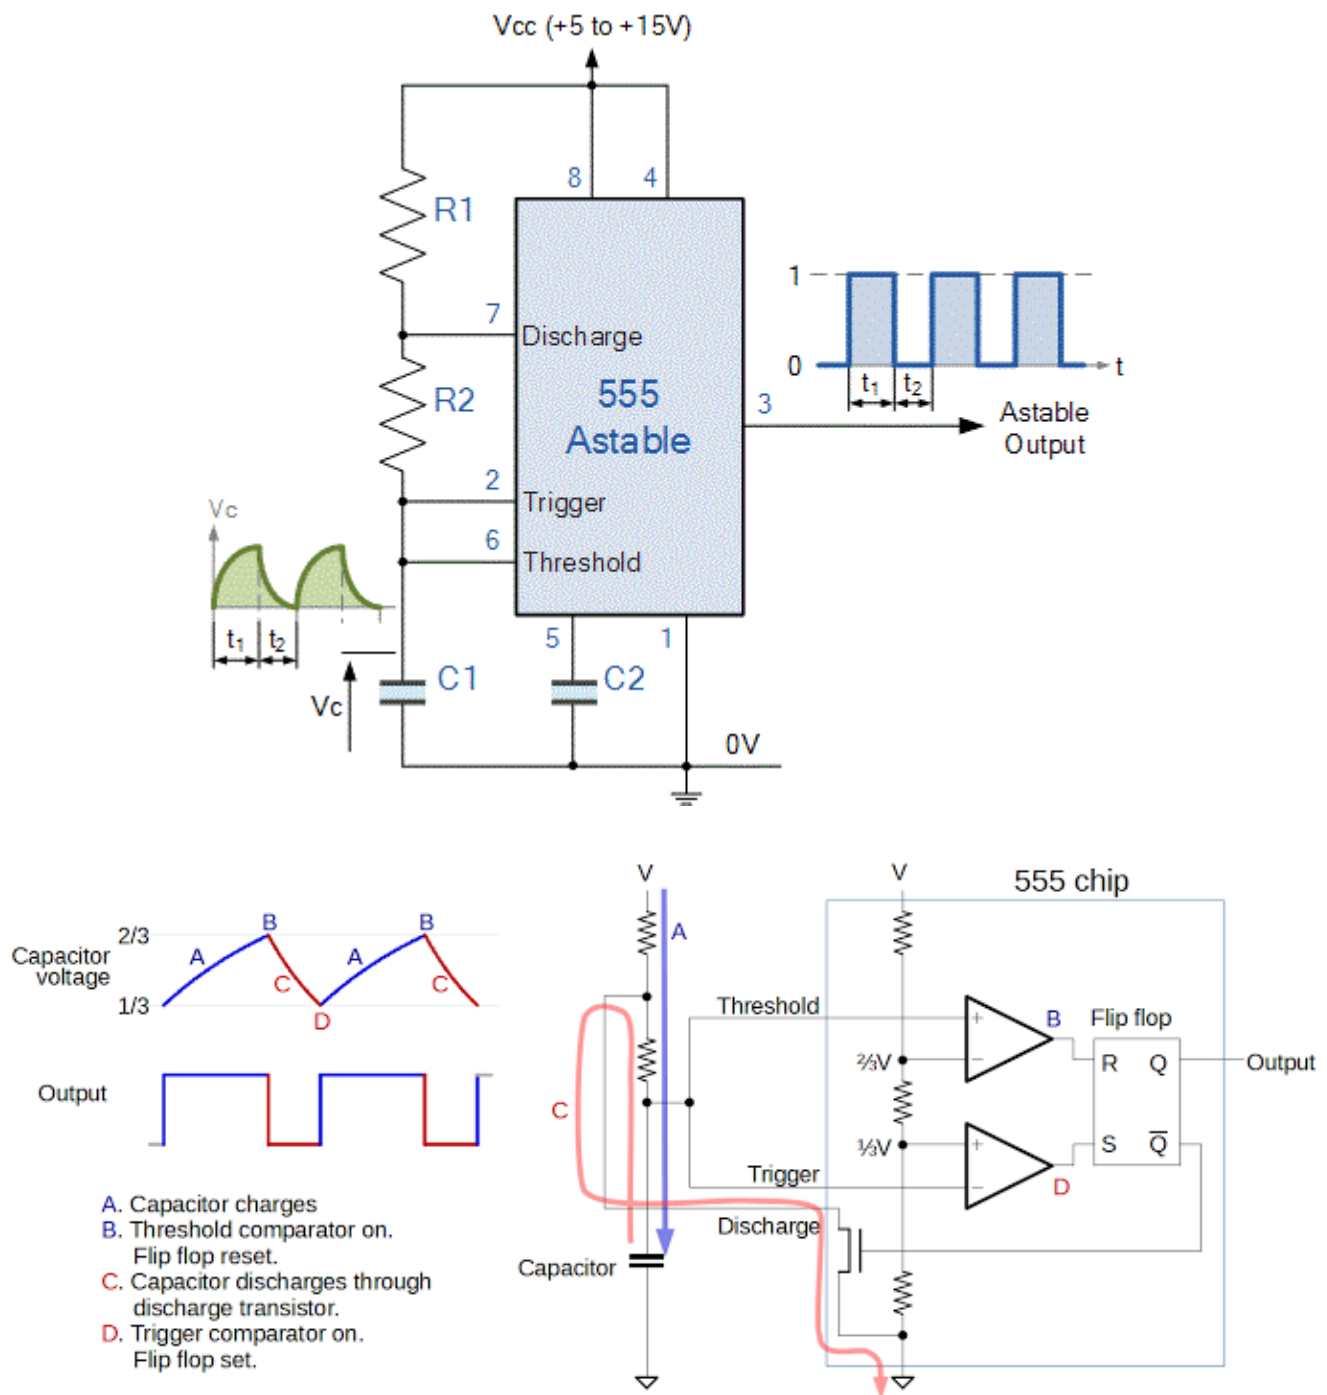 Vcc (+5 to +15V)
8
4
R1
7
Discharge
R2
555
Astable
1
0
t
t1
t2
3
Astable
Output
2
Trigger
6
Threshold
Vc
t1
t2
5
1
C1
C2
Vc
0V
V
V
555 chip
Capacitor
voltage
2/3
1/3
A
B
C
D
A
B
C
A
Threshold
B
Flip flop
⅔V
R
Q
Output
C
⅓V
S
Q̅
Trigger
D
Discharge
Capacitor
Output
A. Capacitor charges
B. Threshold comparator on.
Flip flop reset.
C. Capacitor discharges through
discharge transistor.
D. Trigger comparator on.
Flip flop set.
+
−
+
−